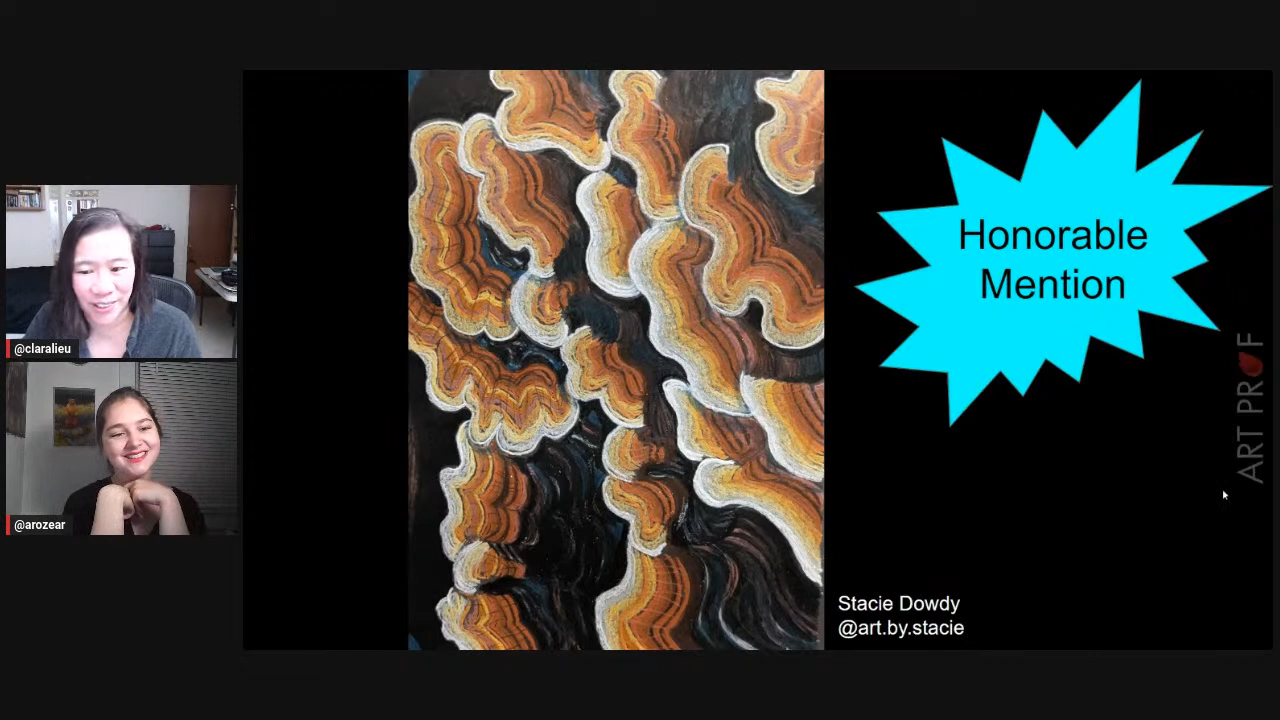 @claralieu
@arozear
Honorable
Mention
Stacie Dowdy
@art.by.stacie
ART PROF